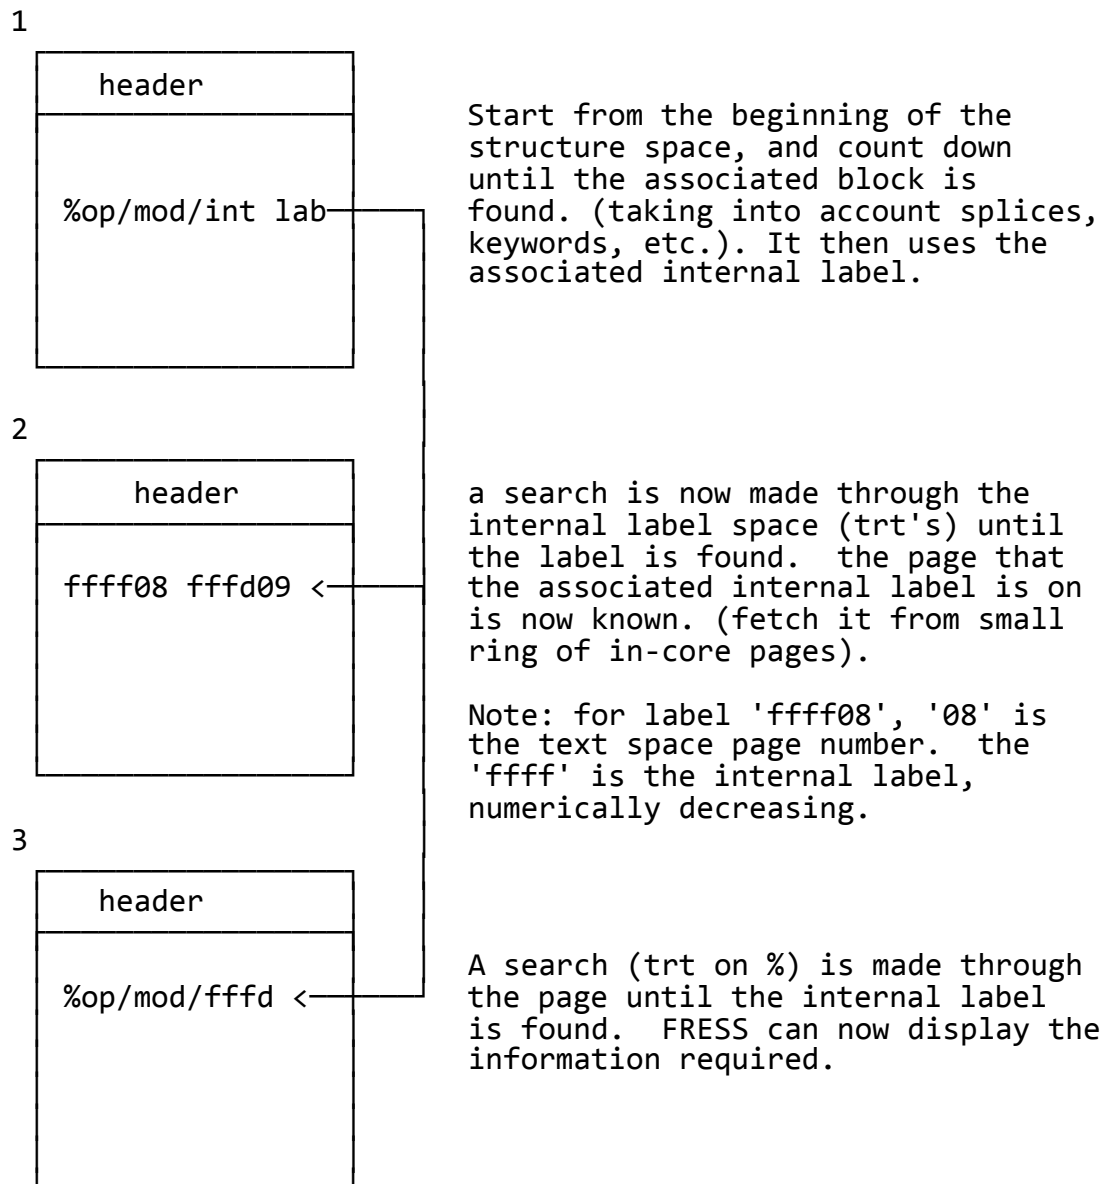 1
header
Start from the beginning of the
structure space, and count down
until the associated block is
found. (taking into account splices,
keywords, etc.). It then uses the
associated internal label.
%op/mod/int lab
2
header
a search is now made through the
internal label space (trt's) until
the label is found.  the page that
the associated internal label is on
is now known. (fetch it from small
ring of in-core pages).
ffff08 fffd09 <
Note: for label 'ffff08', '08' is
the text space page number.  the
'ffff' is the internal label,
numerically decreasing.
3
header
%op/mod/fffd <
A search (trt on %) is made through
the page until the internal label
is found.  FRESS can now display the
information required.